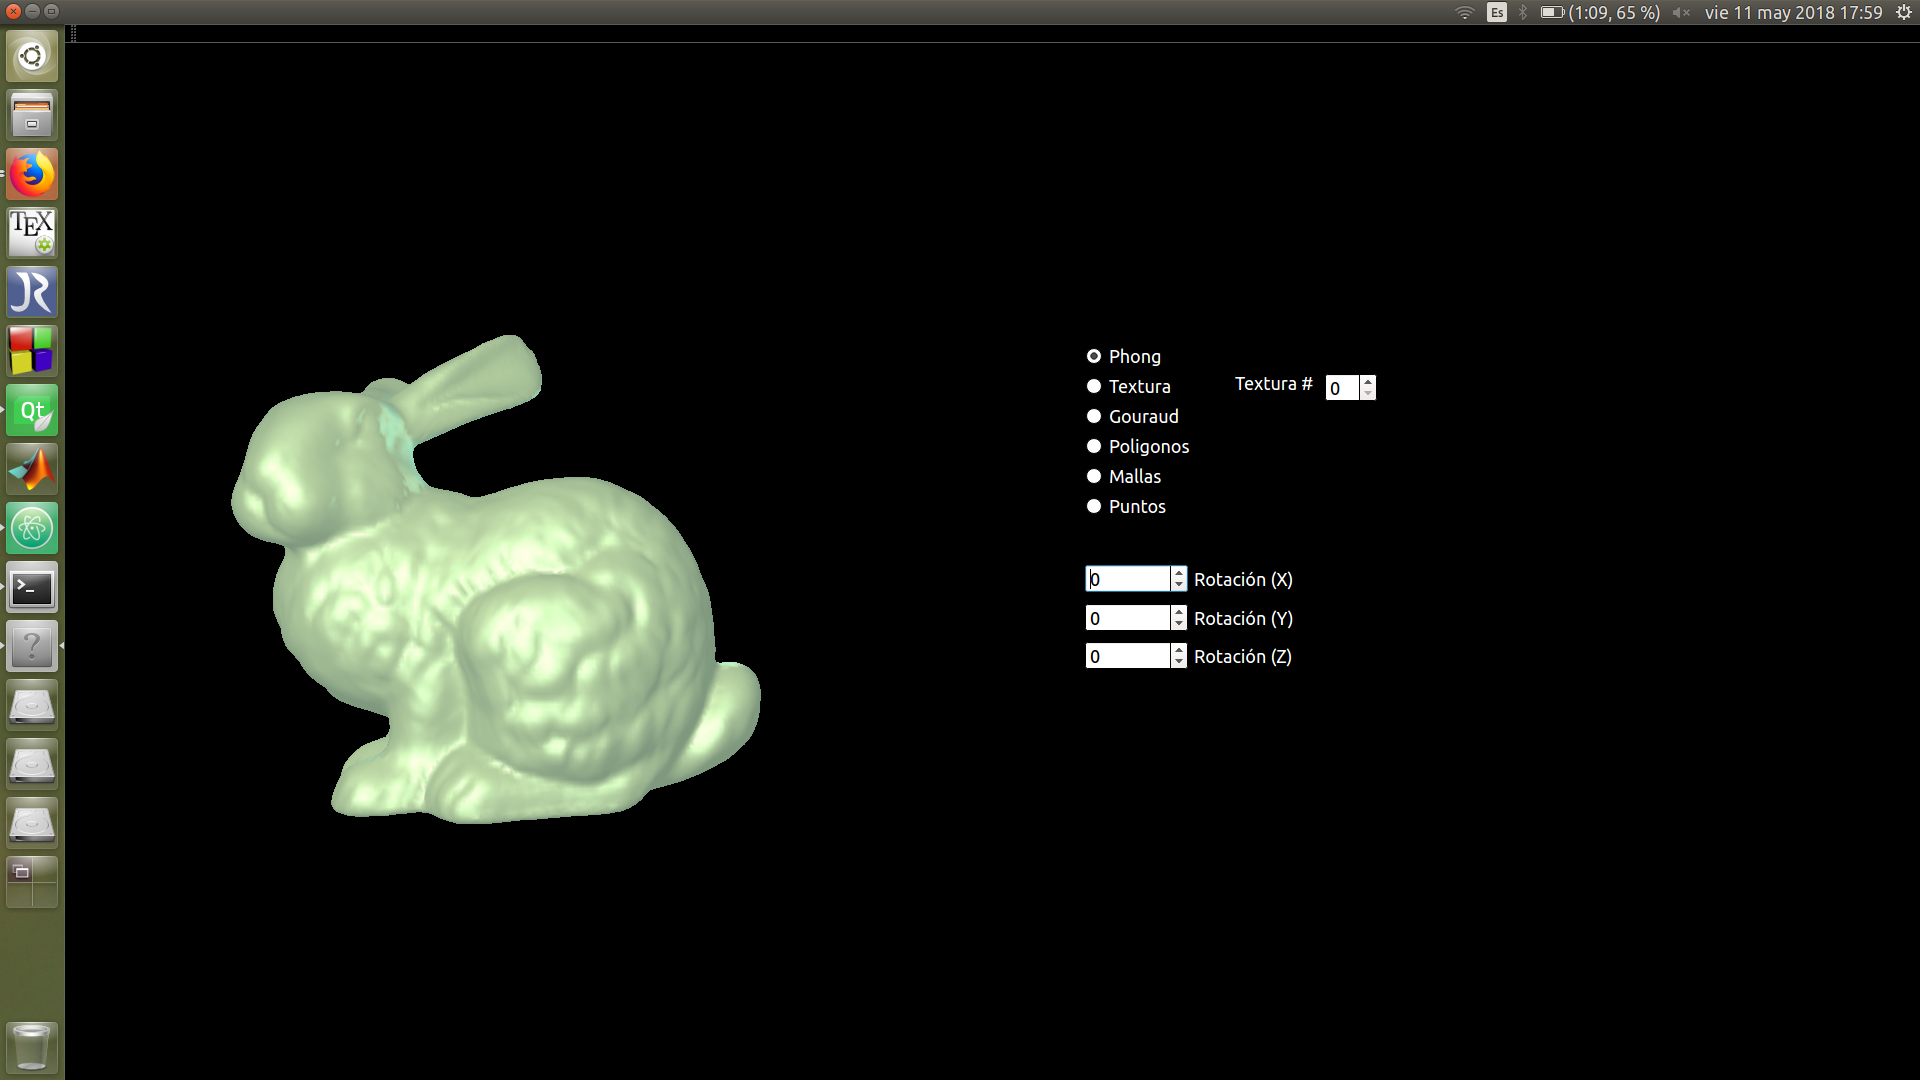 Es (1:09, 65 %) vie 11 may 2018 17:59
TEX
JR
Qt
>_
?
Phong
Textura
Textura # 0
Gouraud
Poligonos
Mallas
Puntos
0 Rotación (X)
0 Rotación (Y)
0 Rotación (Z)